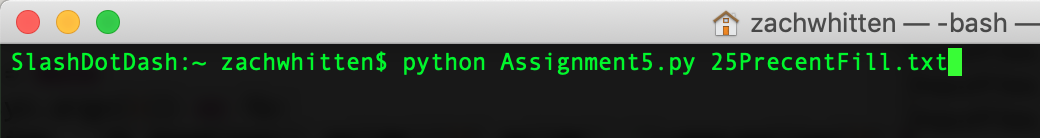 zachwhitten — -bash —
SlashDotDash:~ zachwhitten$ python Assignment5.py 25PrecentFill.txt